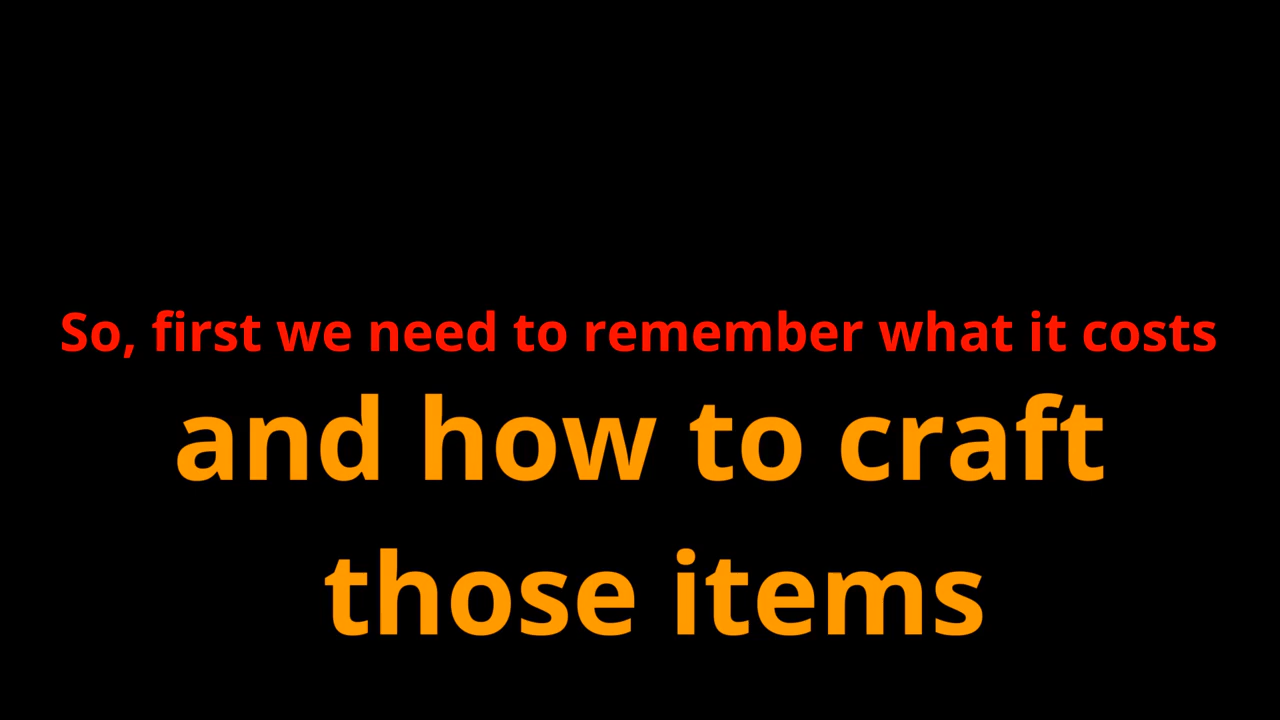 So, first we need to remember what it costs
and how to craft
those items